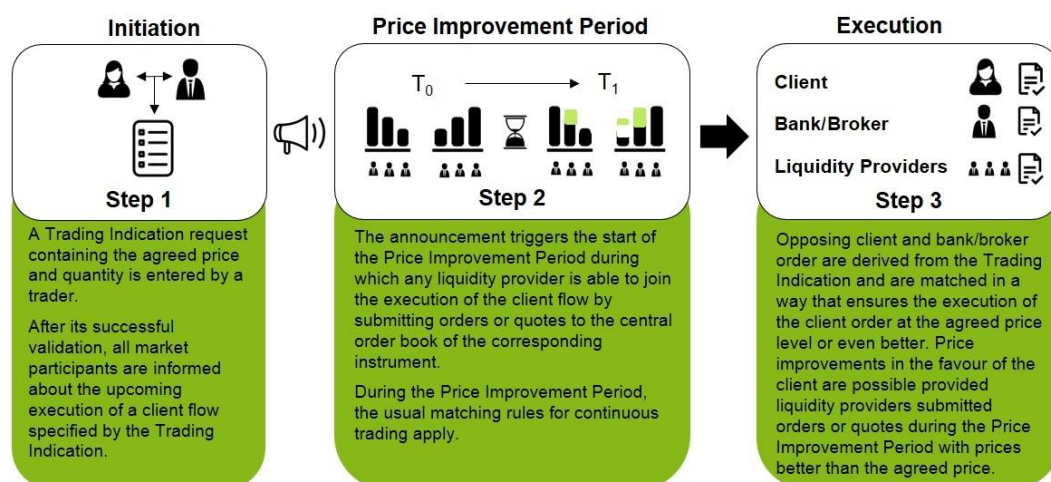 Initiation
Step 1
A Trading Indication request
containing the agreed price
and quantity is entered by a
trader.
After its successful
validation, all market
participants are informed
about the upcoming
execution of a client flow
specified by the Trading
Indication.
Price Improvement Period
T0
T1
Step 2
The announcement triggers the start of
the Price Improvement Period during
which any liquidity provider is able to join
the execution of the client flow by
submitting orders or quotes to the central
order book of the corresponding
instrument.
During the Price Improvement Period,
the usual matching rules for continuous
trading apply.
Execution
Client
Bank/Broker
Liquidity Providers
Step 3
Opposing client and bank/broker
order are derived from the Trading
Indication and are matched in a
way that ensures the execution of
the client order at the agreed price
level or even better. Price
improvements in the favour of the
client are possible provided
liquidity providers submitted
orders or quotes during the Price
Improvement Period with prices
better than the agreed price.